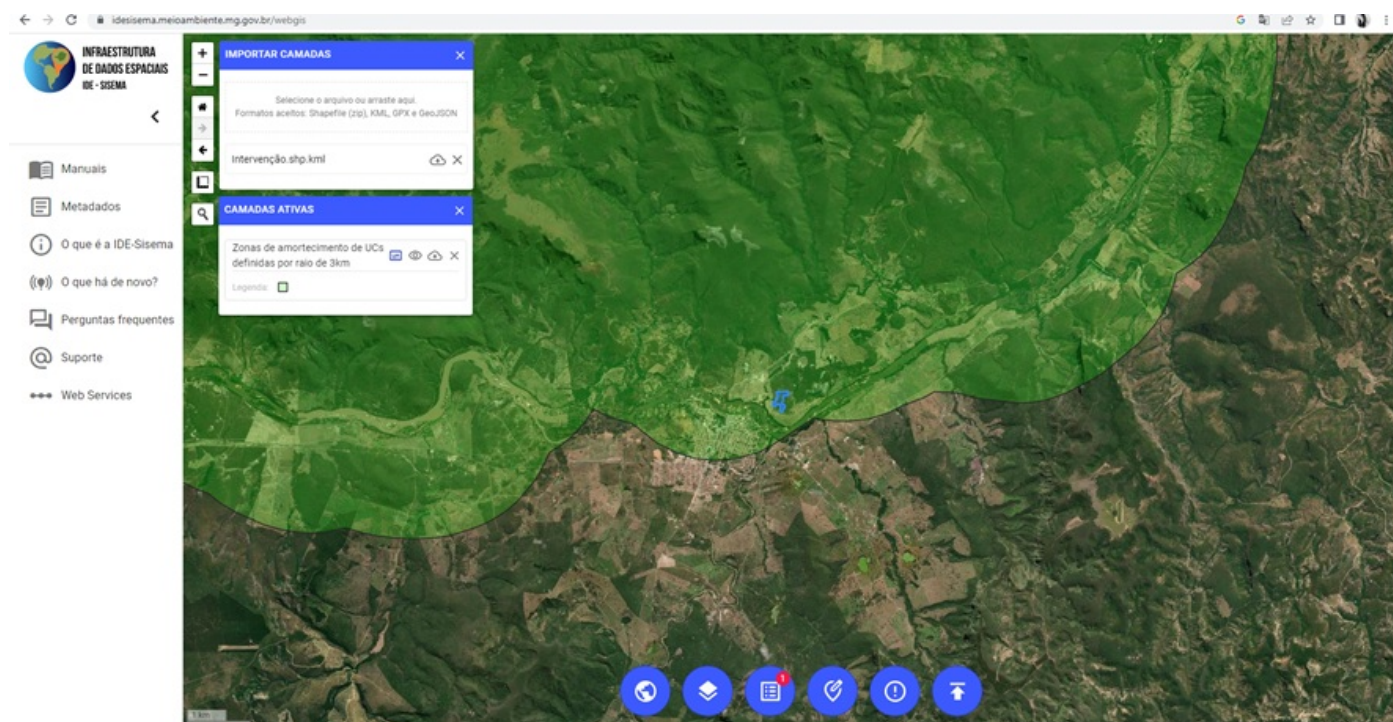 idesisema.meioambiente.mg.gov.br/webgis
INFRAESTRUTURA
DE DADOS ESPACIAIS
IDE - SISEMA
Manuais
Metadados
O que é a IDE-Sisema
O que há de novo?
Perguntas frequentes
Suporte
Web Services
IMPORTAR CAMADAS
Selecione o arquivo ou arraste aqui.
Formatos aceitos: Shapefile (zip), KML, GPX e GeoJSON
Intervenção.shp.kml
CAMADAS ATIVAS
Zonas de amortecimento de UCs
definidas por raio de 3km
Legenda:
1
1 km